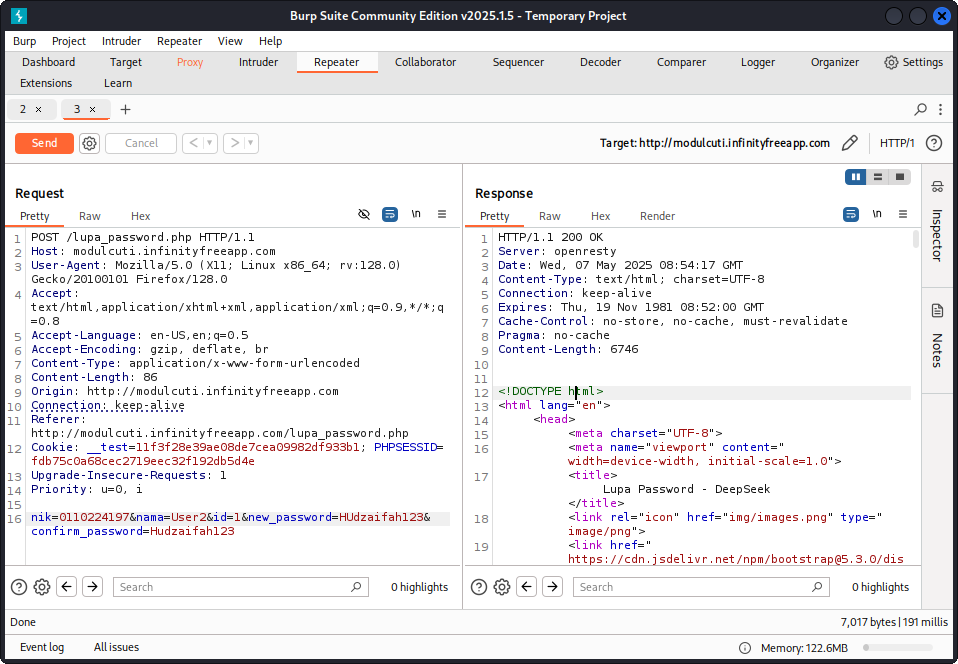 Burp Suite Community Edition v2025.1.5 - Temporary Project
Burp Project Intruder Repeater View Help
Dashboard Target Proxy Intruder Repeater Collaborator Sequencer Decoder Comparer Logger Organizer Settings
Extensions Learn
2 × 3 × +
Send Cancel < > Target: http://modulcuti.infinityfreeapp.com HTTP/1 ?
Request
Pretty Raw Hex \n
1 POST /lupa_password.php HTTP/1.1
2 Host: modulcuti.infinityfreeapp.com
3 User-Agent: Mozilla/5.0 (X11; Linux x86_64; rv:128.0)
Gecko/20100101 Firefox/128.0
4 Accept:
text/html,application/xhtml+xml,application/xml;q=0.9,*/*;q
=0.8
5 Accept-Language: en-US,en;q=0.5
6 Accept-Encoding: gzip, deflate, br
7 Content-Type: application/x-www-form-urlencoded
8 Content-Length: 86
9 Origin: http://modulcuti.infinityfreeapp.com
10 Connection: keep-alive
11 Referer:
http://modulcuti.infinityfreeapp.com/lupa_password.php
12 Cookie: __test=11f3f28e39ae08de7cea09982df933b1; PHPSESSID=
fdb75c0a68cec2719eec32f192db5d4e
13 Upgrade-Insecure-Requests: 1
14 Priority: u=0, i
15
16 nik=0110224197&nama=User2&id=1&new_password=HUdzaifah123&
confirm_password=Hudzaifah123
? Search 0 highlights
Response
Pretty Raw Hex Render \n
1 HTTP/1.1 200 OK
2 Server: openresty
3 Date: Wed, 07 May 2025 08:54:17 GMT
4 Content-Type: text/html; charset=UTF-8
5 Connection: keep-alive
6 Expires: Thu, 19 Nov 1981 08:52:00 GMT
7 Cache-Control: no-store, no-cache, must-revalidate
8 Pragma: no-cache
9 Content-Length: 6746
10
11
12 <!DOCTYPE html>
13 <html lang="en">
14 <head>
15 <meta charset="UTF-8">
16 <meta name="viewport" content="
width=device-width, initial-scale=1.0">
17 <title>
Lupa Password - DeepSeek
</title>
18 <link rel="icon" href="img/images.png" type="
image/png">
19 <link href="
https://cdn.jsdelivr.net/npm/bootstrap@5.3.0/dis
? Search 0 highlights
Inspector
Notes
Done 7,017 bytes | 191 millis
Event log All issues Memory: 122.6MB